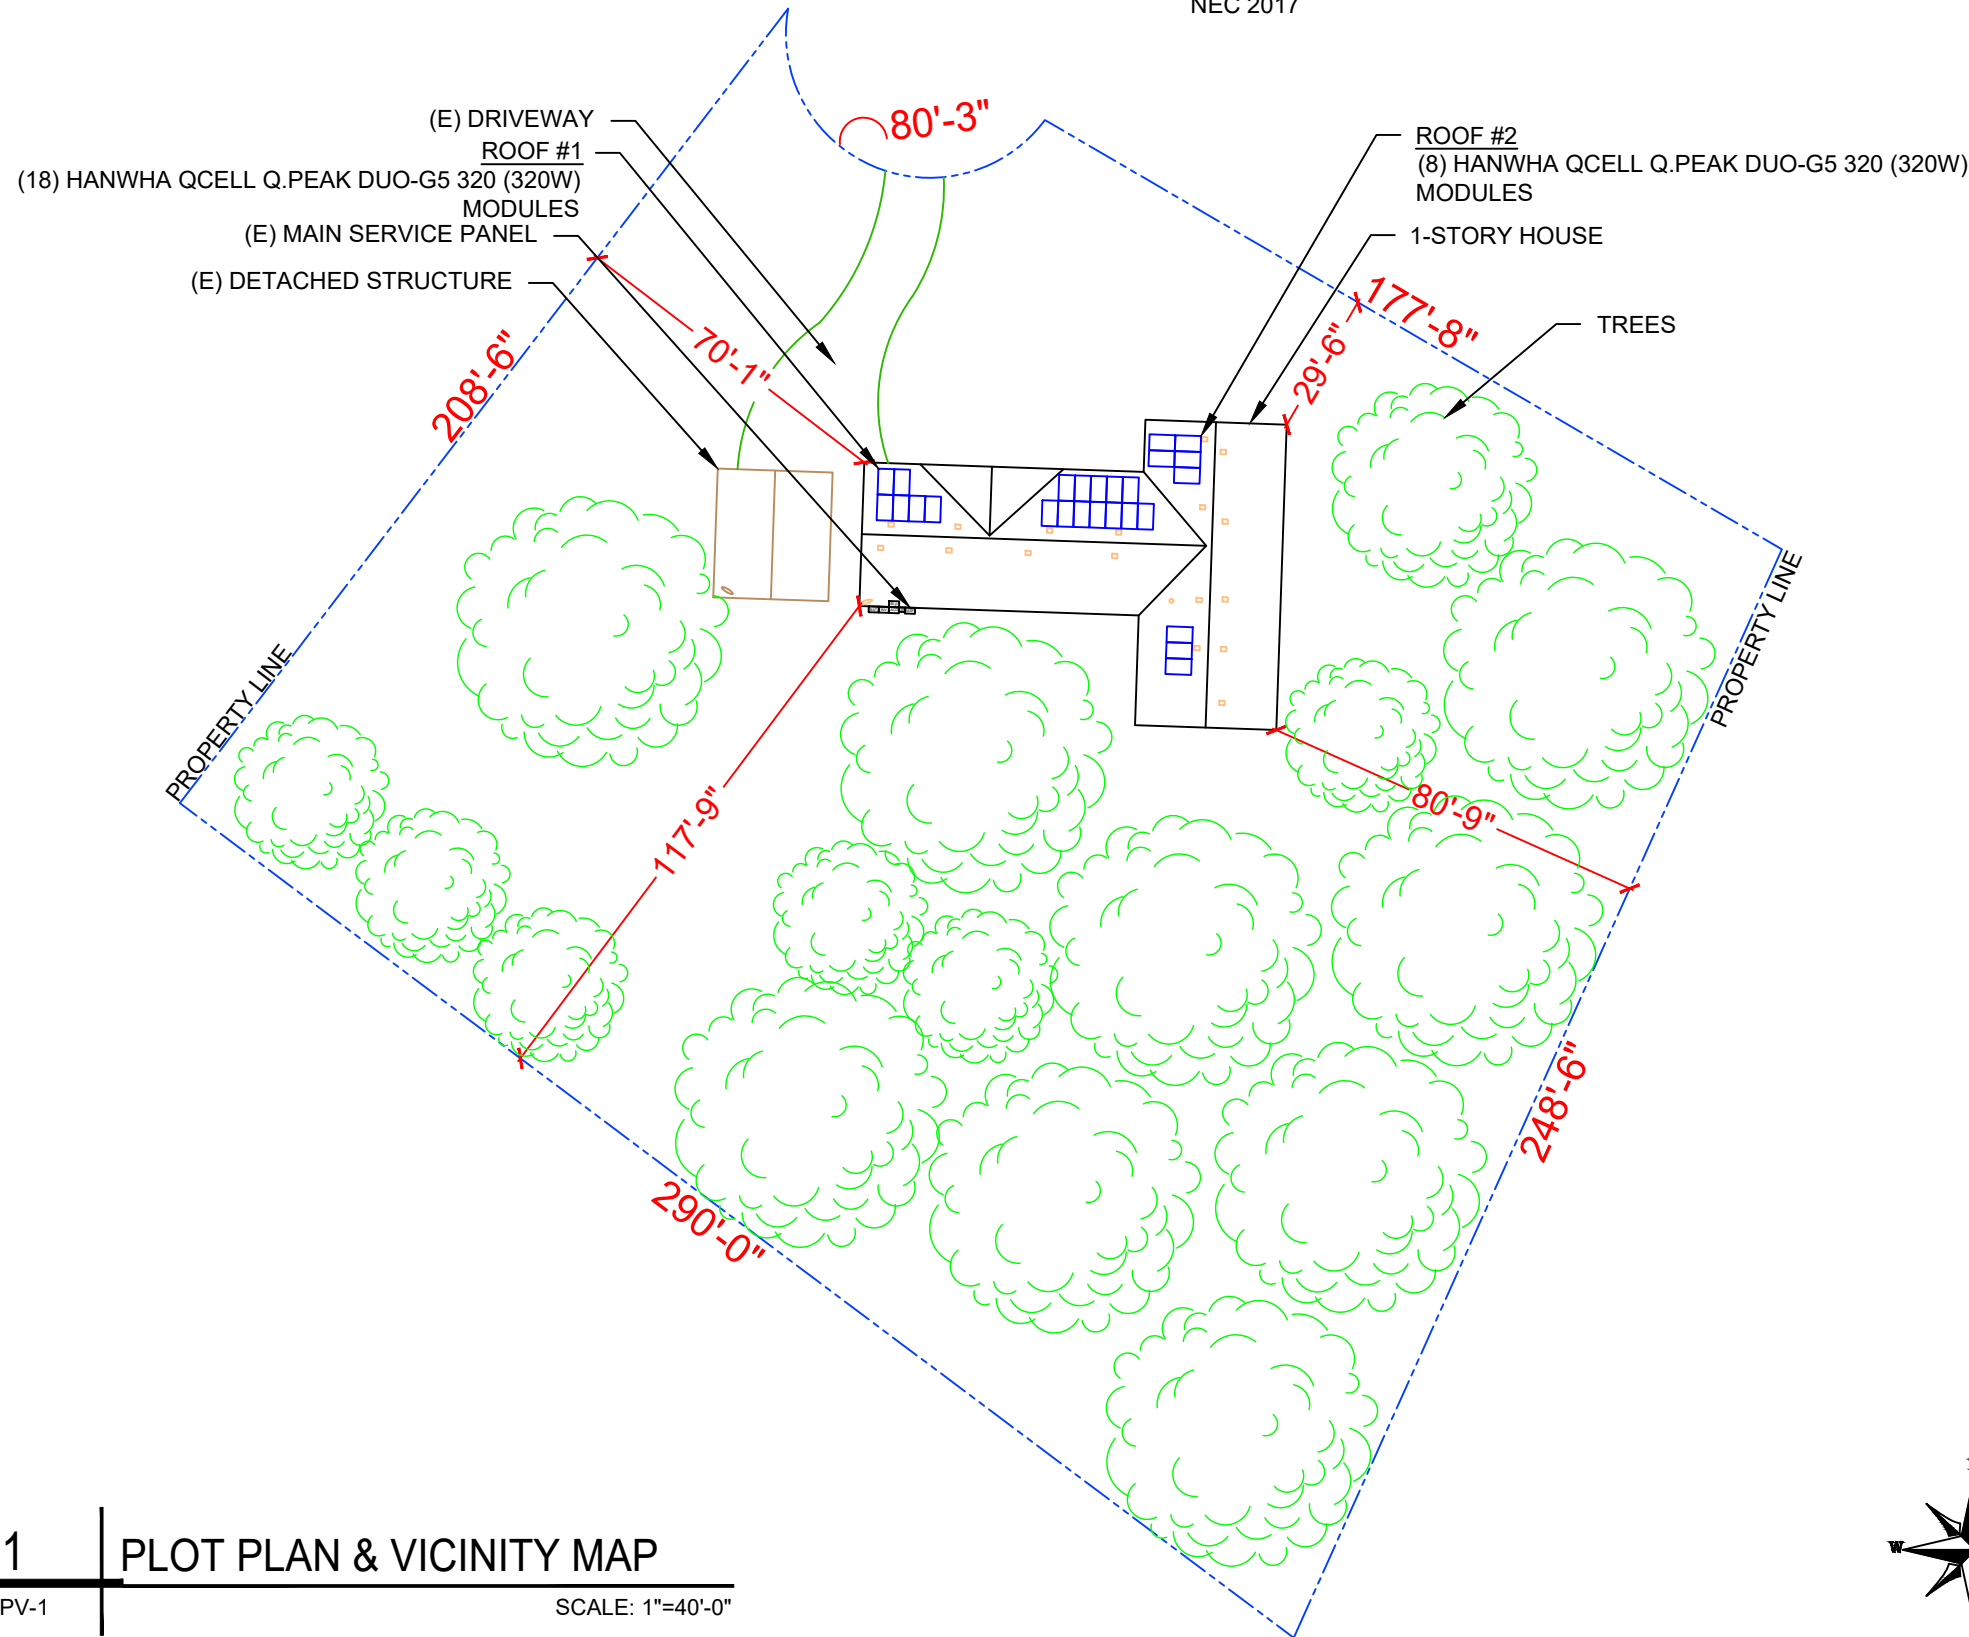 NEC 2017
(E) DRIVEWAY
ROOF #1
(18) HANWHA QCELL Q.PEAK DUO-G5 320 (320W)
MODULES
(E) MAIN SERVICE PANEL
(E) DETACHED STRUCTURE
80'-3"
ROOF #2
(8) HANWHA QCELL Q.PEAK DUO-G5 320 (320W)
MODULES
1-STORY HOUSE
TREES
177'-8"
29'-6"
70'-1"
208'-6"
PROPERTY LINE
PROPERTY LINE
117'-9"
80'-9"
248'-6"
290'-0"
W
1
PLOT PLAN & VICINITY MAP
PV-1
SCALE: 1"=40'-0"